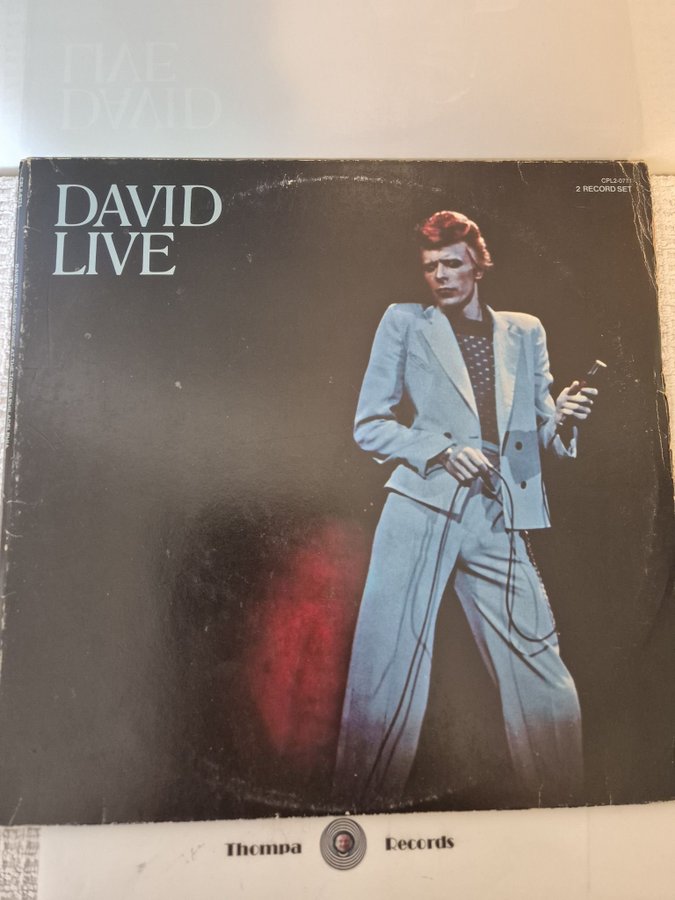 DAVID
LIVE
2 RECORD SET
Thompa Records